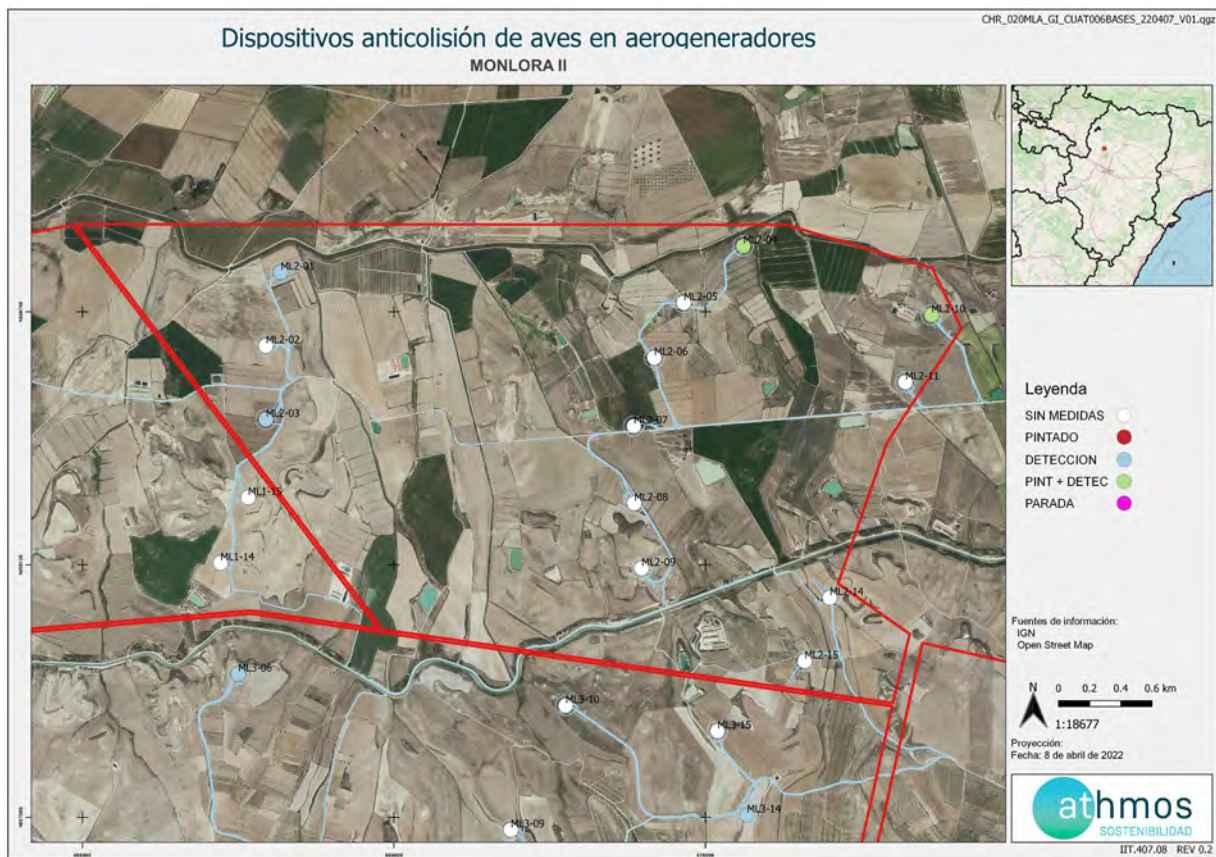 CHR_020MLA_GI_CUAT006BASES_220407_V01.qgz
Dispositivos anticolisión de aves en aerogeneradores
MONLORA II
ML2-01
ML2-02
ML2-03
ML1-15
ML1-14
ML2-04
ML2-05
ML2-06
ML2-07
ML2-08
ML2-09
ML2-10
ML2-11
ML2-14
ML2-15
ML3-06
ML3-10
ML3-15
ML3-14
ML3-09
Leyenda
SIN MEDIDAS
PINTADO
DETECCION
PINT + DETEC
PARADA
Fuentes de información:
IGN
Open Street Map
N
0 0.2 0.4 0.6 km
1:18677
Proyección:
Fecha: 8 de abril de 2022
athmos
SOSTENIBILIDAD
IIT.407.08 REV 0.2